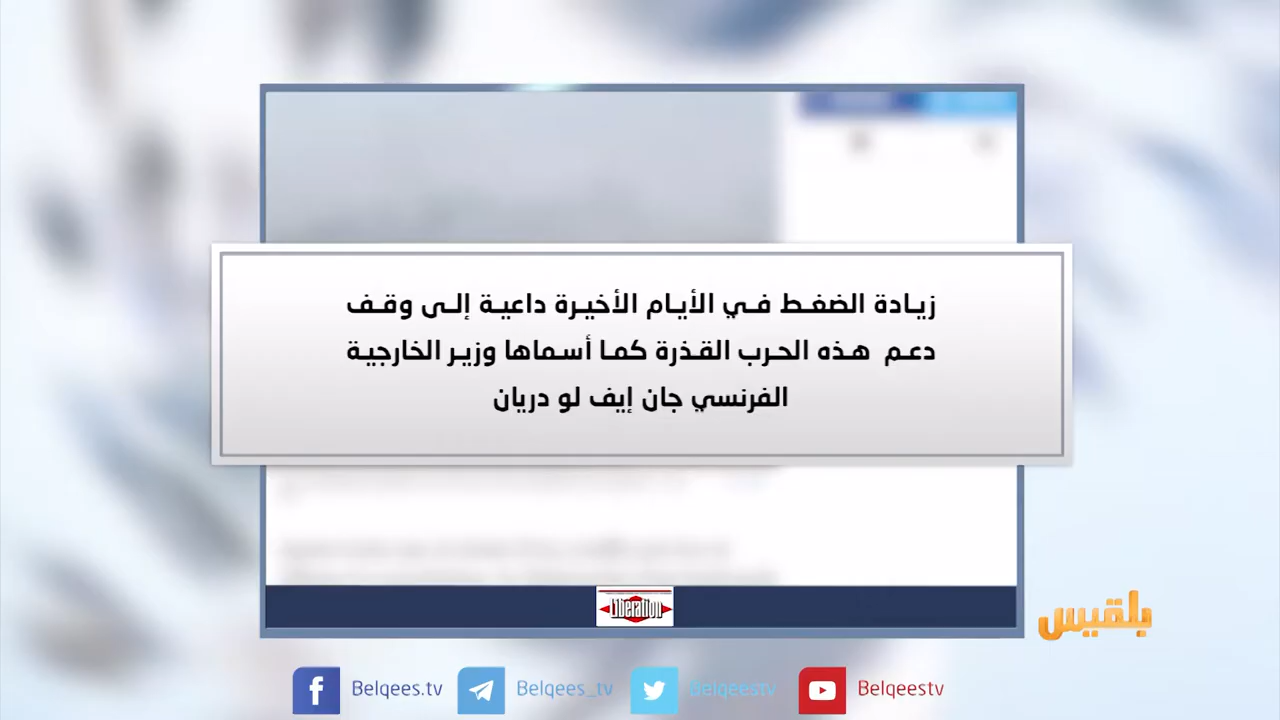 زيادة الضغط في الأيام الأخيرة داعية إلى وقف
دعم هذه الحرب القذرة كما أسماها وزير الخارجية
الفرنسي جان إيف لو دريان
Libération
بلقيس
Belqees.tv
Belqees_tv
Belqeestv
Belqeestv